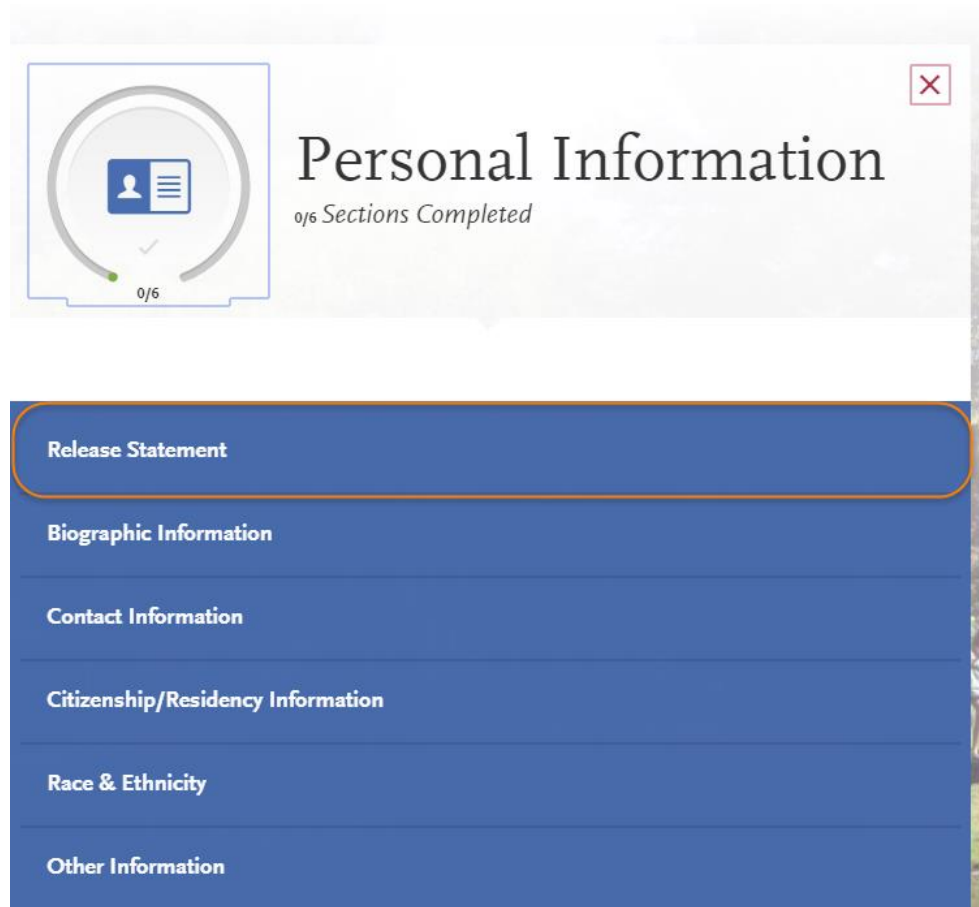 Personal Information
0/6 Sections Completed
0/6
Release Statement
Biographic Information
Contact Information
Citizenship/Residency Information
Race & Ethnicity
Other Information